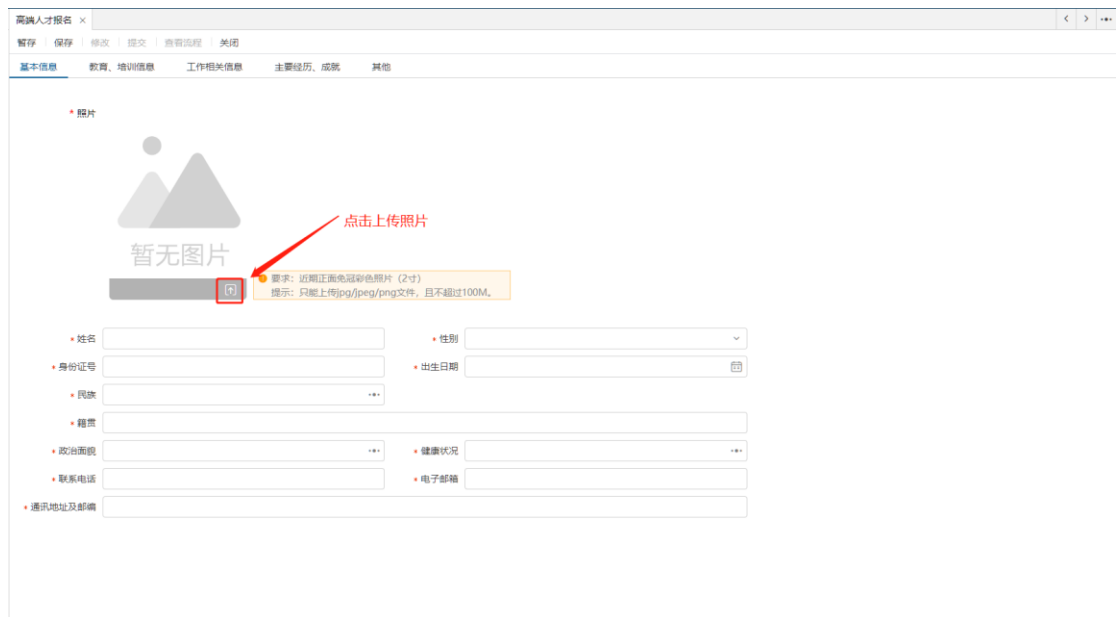 高端人才报名 ×
暂存 保存 修改 提交 查看流程 关闭
基本信息 教育、培训信息 工作相关信息 主要经历、成就 其他
* 照片
点击上传照片
暂无图片
要求：近期正面免冠彩色照片（2寸）
提示：只能上传jpg/jpeg/png文件，且不超过100M。
* 姓名 * 性别
* 身份证号 * 出生日期
* 民族
* 籍贯
* 政治面貌 * 健康状况
* 联系电话 * 电子邮箱
* 通讯地址及邮编